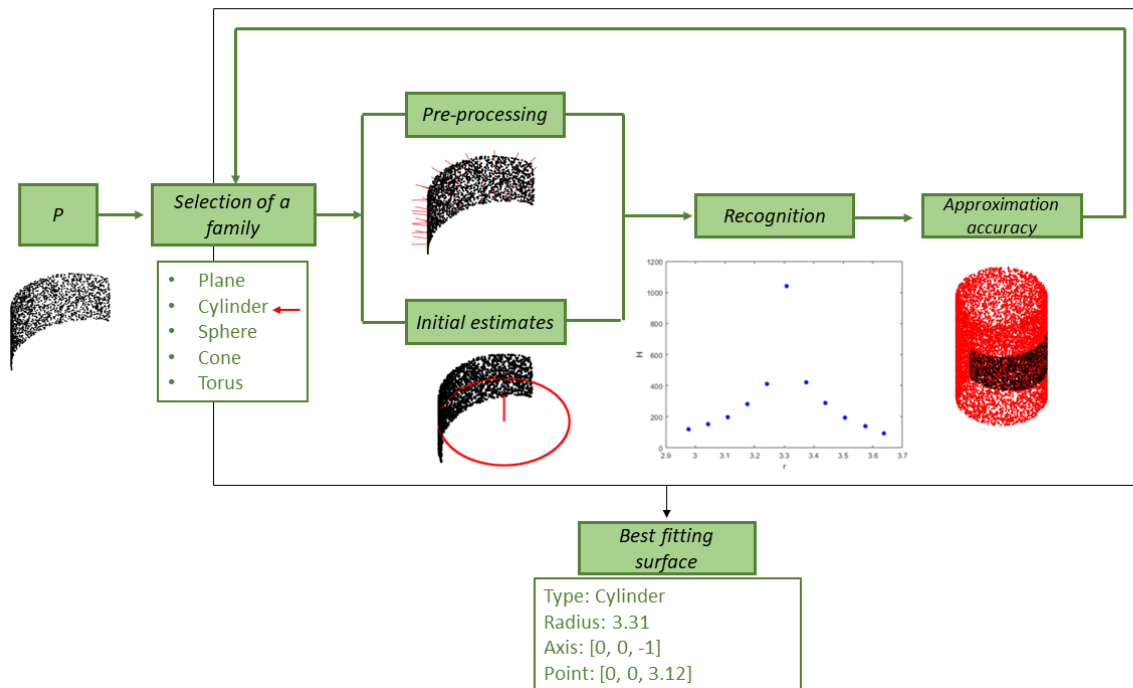 P
Selection of a
family
• Plane
• Cylinder
• Sphere
• Cone
• Torus
Pre-processing
Initial estimates
Recognition
Approximation
accuracy
1200
1000
800
600
400
200
0
H
2.9 3 3.1 3.2 3.3 3.4 3.5 3.6 3.7
r
Best fitting
surface
Type: Cylinder
Radius: 3.31
Axis: [0, 0, -1]
Point: [0, 0, 3.12]